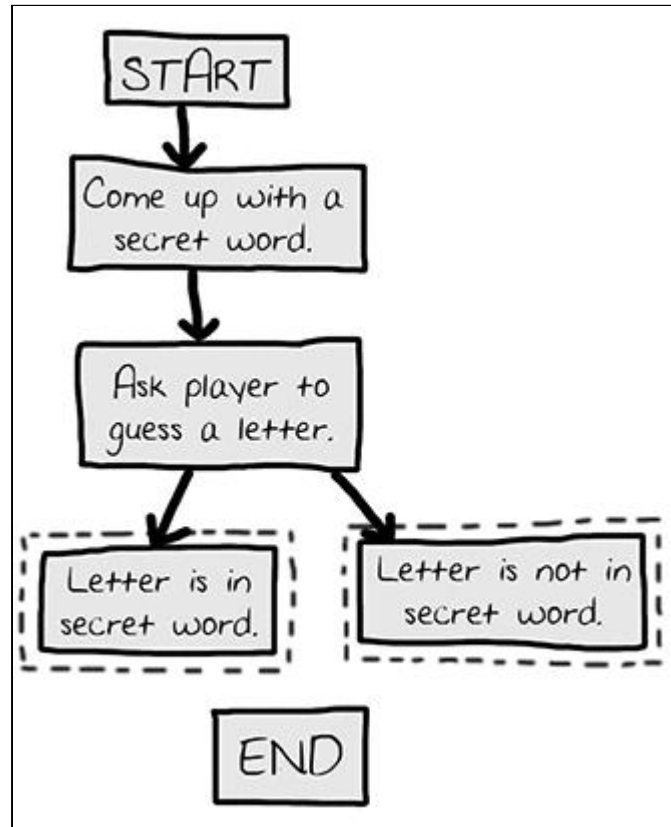 START
Come up with a
secret word.
Ask player to
guess a letter.
Letter is in
secret word.
Letter is not in
secret word.
END